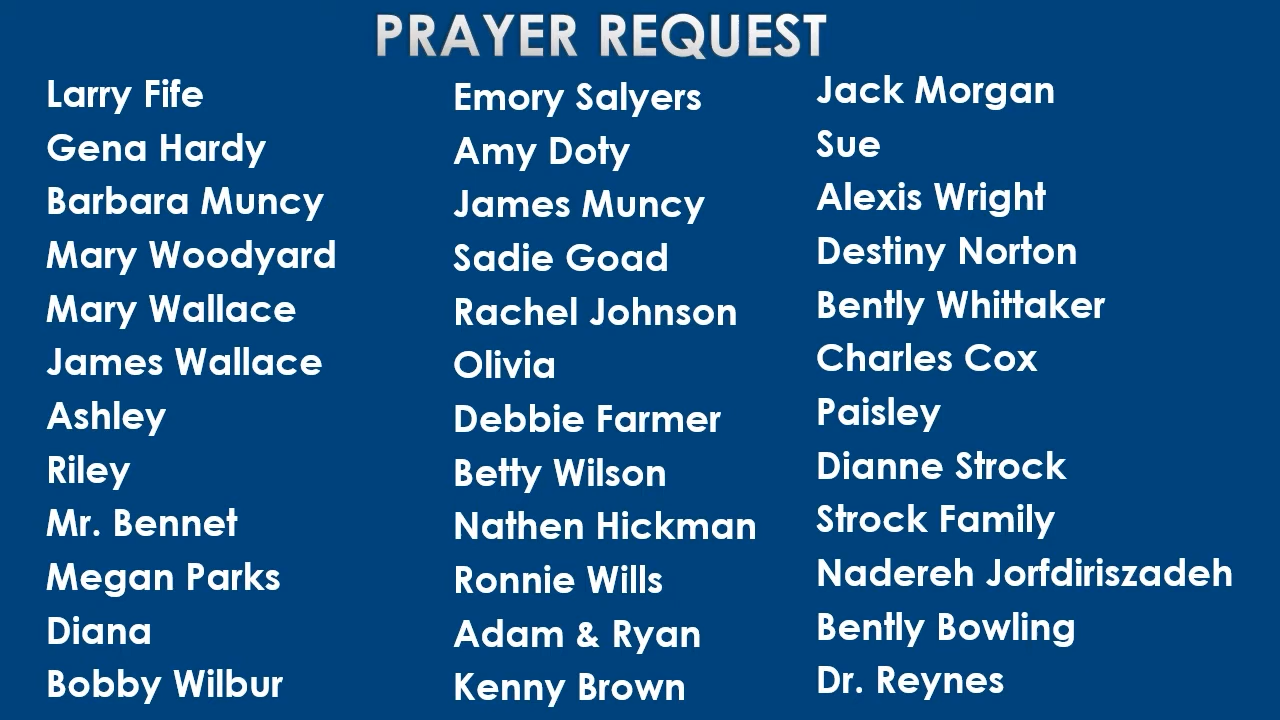 PRAYER REQUEST
Larry Fife
Gena Hardy
Barbara Muncy
Mary Woodyard
Mary Wallace
James Wallace
Ashley
Riley
Mr. Bennet
Megan Parks
Diana
Bobby Wilbur
Emory Salyers
Amy Doty
James Muncy
Sadie Goad
Rachel Johnson
Olivia
Debbie Farmer
Betty Wilson
Nathen Hickman
Ronnie Wills
Adam & Ryan
Kenny Brown
Jack Morgan
Sue
Alexis Wright
Destiny Norton
Bently Whittaker
Charles Cox
Paisley
Dianne Strock
Strock Family
Nadereh Jorfdiriszadeh
Bently Bowling
Dr. Reynes